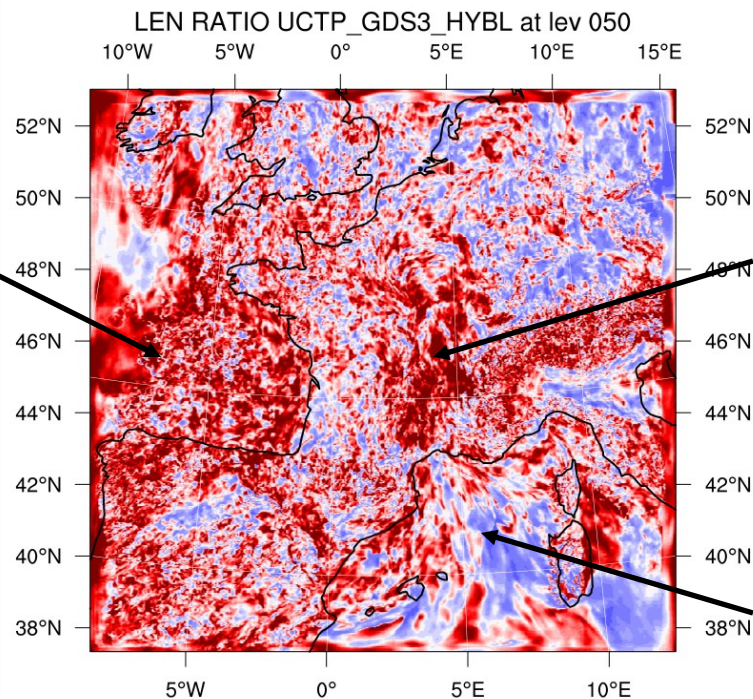 LEN RATIO UCTP_GDS3_HYBL at lev 050
10°W 5°W 0° 5°E 10°E 15°E
52°N 52°N
50°N 50°N
48°N 48°N
46°N 46°N
44°N 44°N
42°N 42°N
40°N 40°N
38°N 38°N
5°W 0° 5°E 10°E